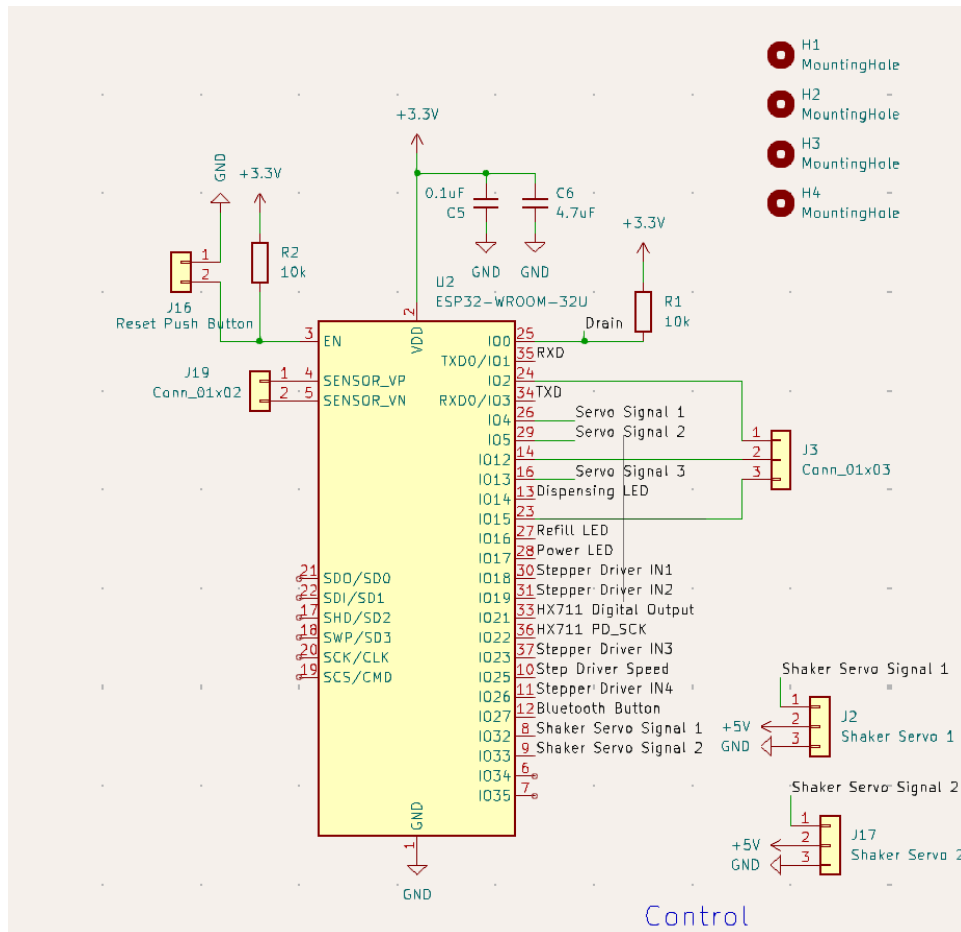 H1
MountingHole
H2
MountingHole
H3
MountingHole
H4
MountingHole
+3.3V
GND
+3.3V
0.1uF
C5
C6
4.7uF
GND
GND
+3.3V
R2
10k
1
2
J16
Reset Push Button
U2
ESP32-WROOM-32U
R1
10k
Drain
2
VDD
3
EN
J19
Conn_01x02
1
2
4
SENSOR_VP
5
SENSOR_VN
21
SDO/SD0
22
SDI/SD1
17
SHD/SD2
18
SWP/SD3
20
SCK/CLK
19
SCS/CMD
IO0 25
TXD0/IO1 35 RXD
IO2 24
RXD0/IO3 34 TXD
IO4 26 Servo Signal 1
IO5 29 Servo Signal 2
IO12 14
IO13 16 Servo Signal 3
IO14 13 Dispensing LED
IO15 23
IO16 27 Refill LED
IO17 28 Power LED
IO18 30 Stepper Driver IN1
IO19 31 Stepper Driver IN2
IO21 33 HX711 Digital Output
IO22 36 HX711 PD_SCK
IO23 37 Stepper Driver IN3
IO25 10 Step Driver Speed
IO26 11 Stepper Driver IN4
IO27 12 Bluetooth Button
IO32 8 Shaker Servo Signal 1
IO33 9 Shaker Servo Signal 2
IO34 6
IO35 7
GND
1
GND
1
2
3
J3
Conn_01x03
Shaker Servo Signal 1
1
+5V 2
GND 3
J2
Shaker Servo 1
Shaker Servo Signal 2
1
+5V 2
GND 3
J17
Shaker Servo 2
Control